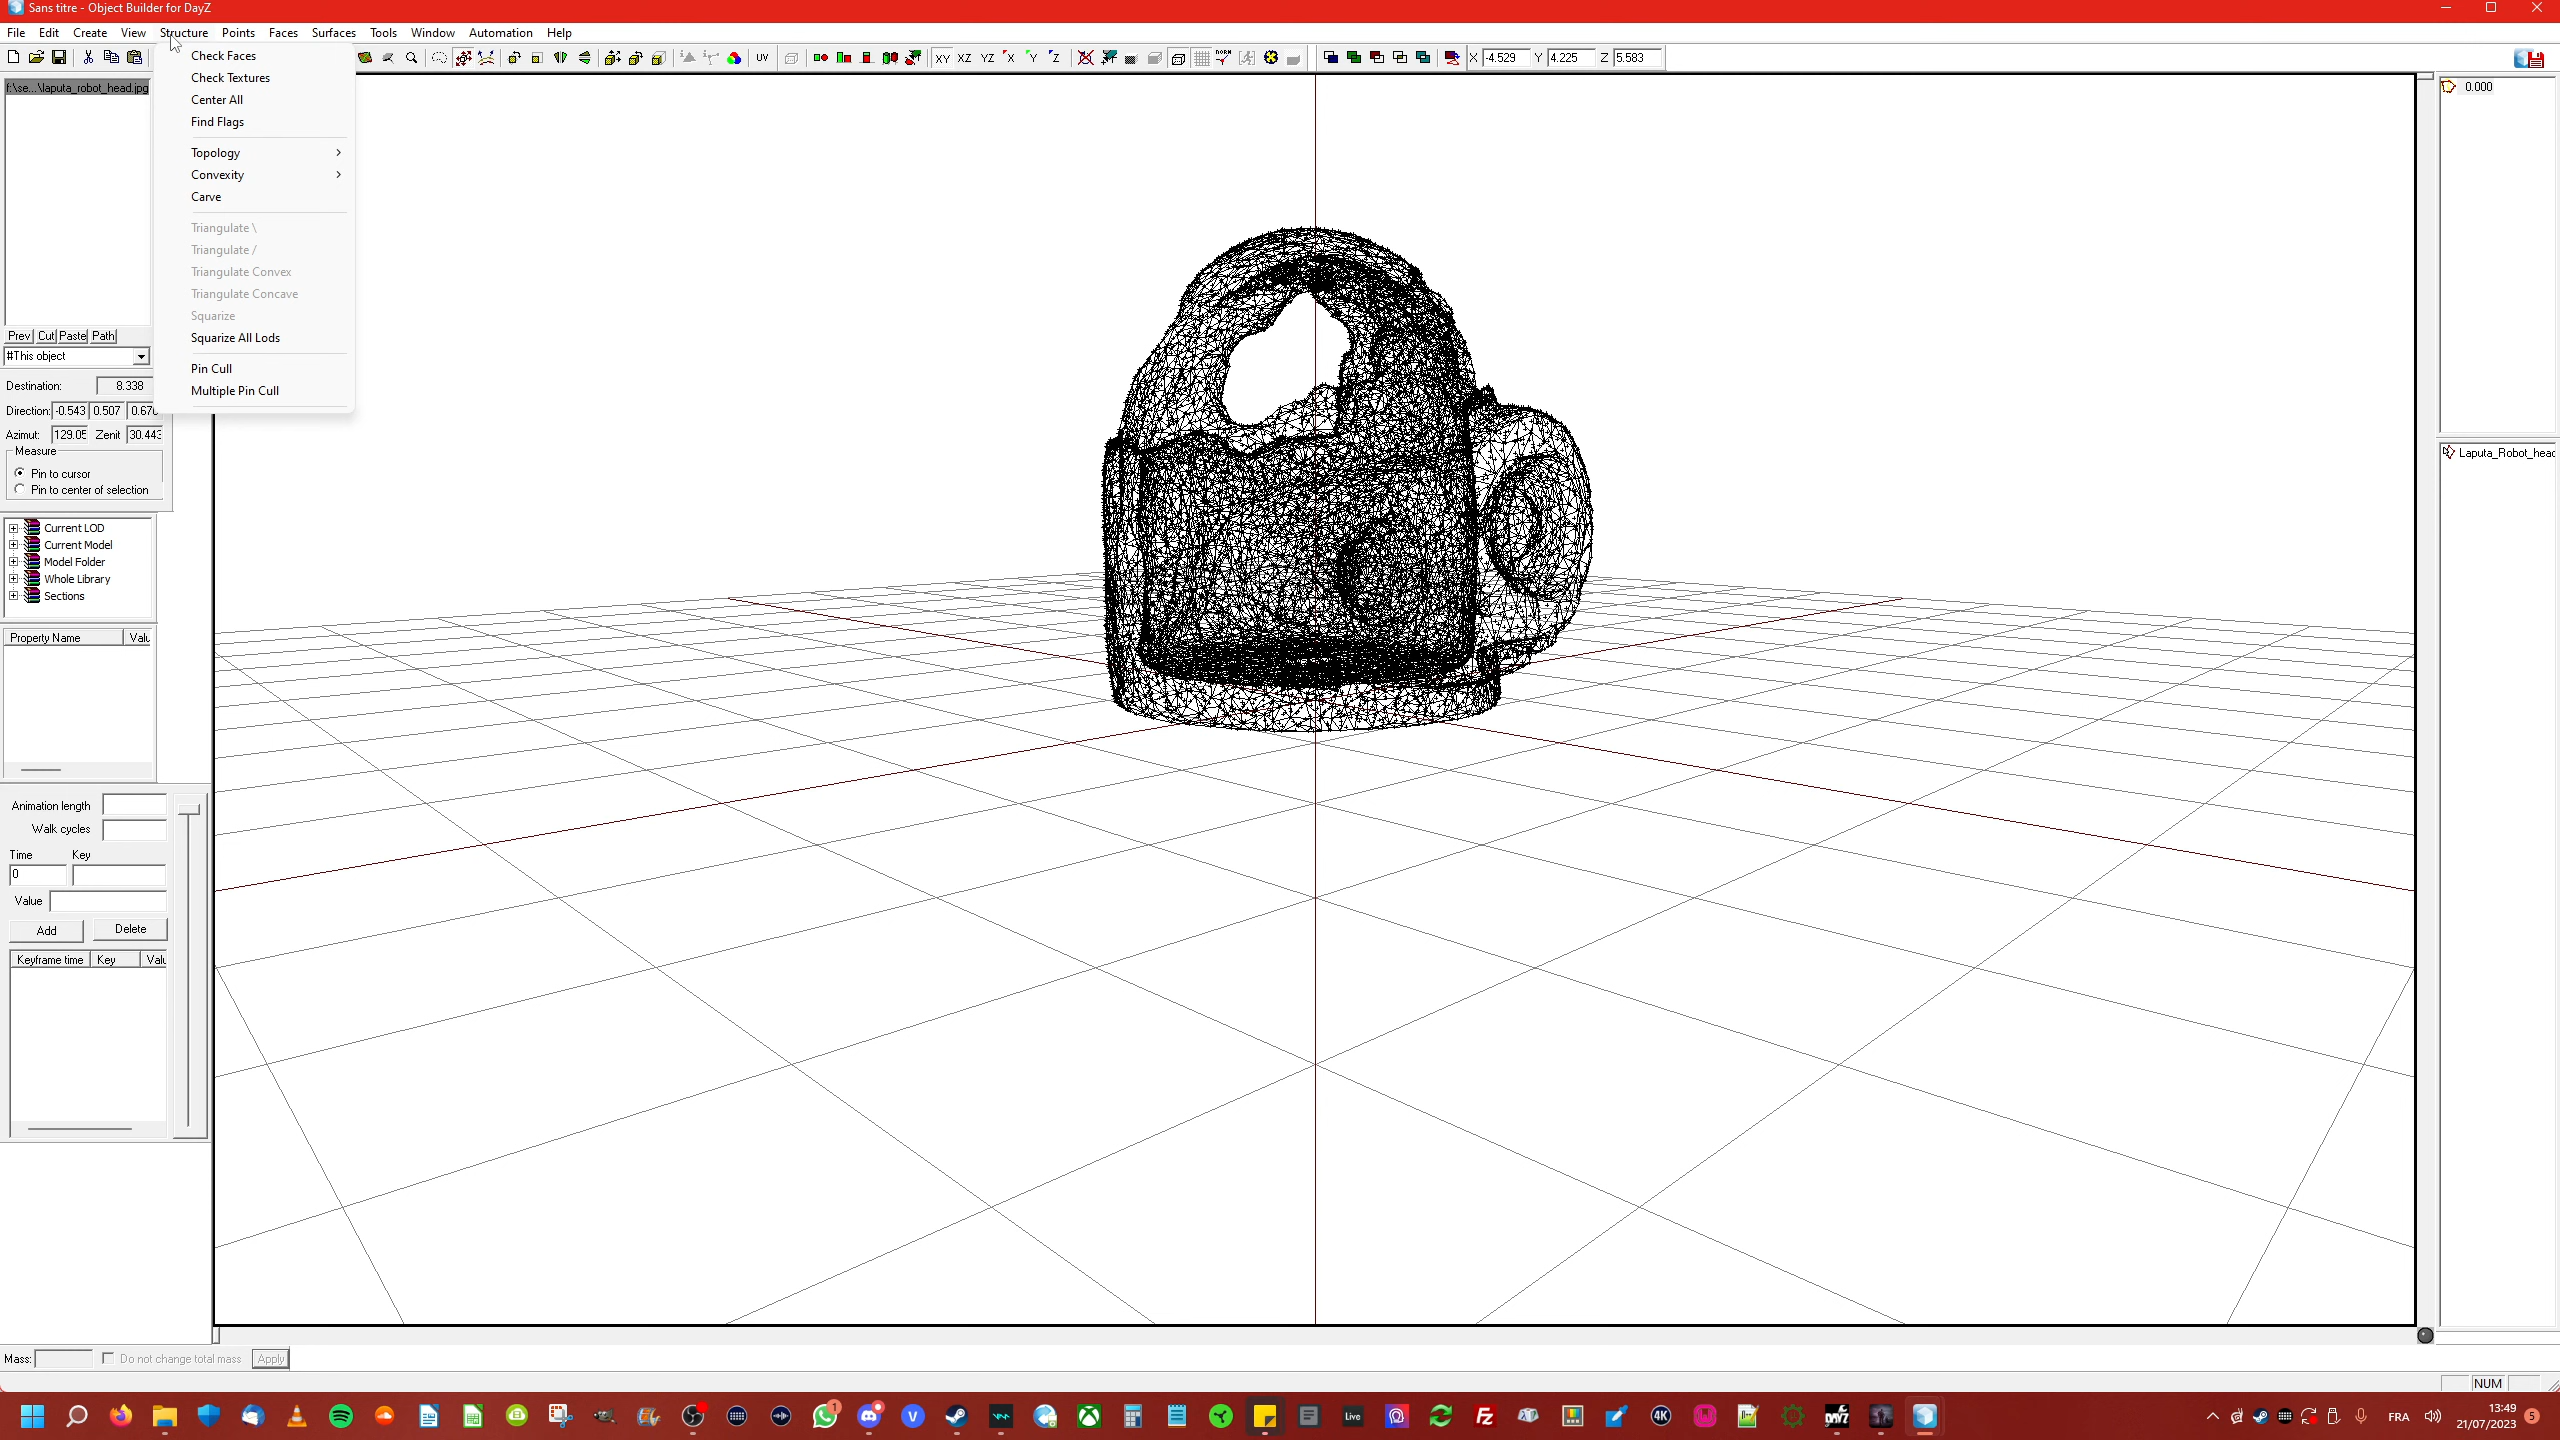 Sans titre - Object Builder for DayZ
File Edit Create View Structure Points Faces Surfaces Tools Window Automation Help
UV XY XZ YZ X Y Z X -4.529 Y 4.225 Z 5.583
f:\se...\laputa_robot_head.jpg
Check Faces
Check Textures
Center All
Find Flags
Topology
Convexity
Carve
Triangulate \
Triangulate /
Triangulate Convex
Triangulate Concave
Squarize
Squarize All Lods
Pin Cull
Multiple Pin Cull
Prev Cut Paste Path
#This object
Destination: 8.338
Direction: -0.543 0.507
Azimut: 129.05 Zenit 30.443
Measure
Pin to cursor
Pin to center of selection
Current LOD
Current Model
Model Folder
Whole Library
Sections
Property Name Valu
Animation length
Walk cycles
Time Key
0
Value
Add Delete
Keyframe time Key Valu
Mass: Do not change total mass Apply
0.000
Laputa_Robot_head
NUM
FRA 13:49
21/07/2023 5